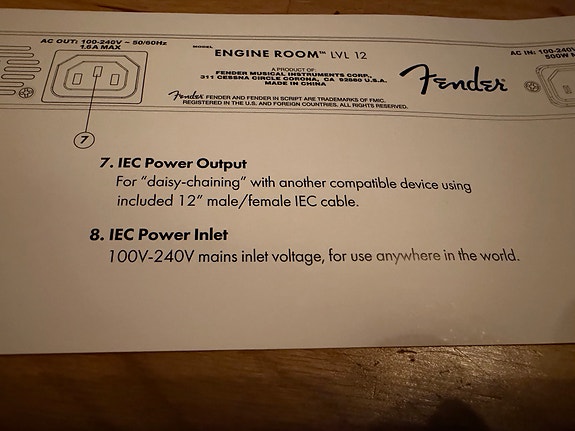 AC OUT: 100-240V ~ 50/60Hz
1.6A MAX
MODEL
ENGINE ROOM™ LVL 12
A PRODUCT OF:
FENDER MUSICAL INSTRUMENTS CORP.
311 CESSNA CIRCLE CORONA, CA 92880 U.S.A.
MADE IN CHINA
Fender FENDER AND FENDER IN SCRIPT ARE TRADEMARKS OF FMIC.
REGISTERED IN THE U.S. AND FOREIGN COUNTRIES. ALL RIGHTS RESERVED.
Fender
AC IN: 100-240V
500W
7
7. IEC Power Output
For “daisy-chaining” with another compatible device using
included 12” male/female IEC cable.
8. IEC Power Inlet
100V-240V mains inlet voltage, for use anywhere in the world.